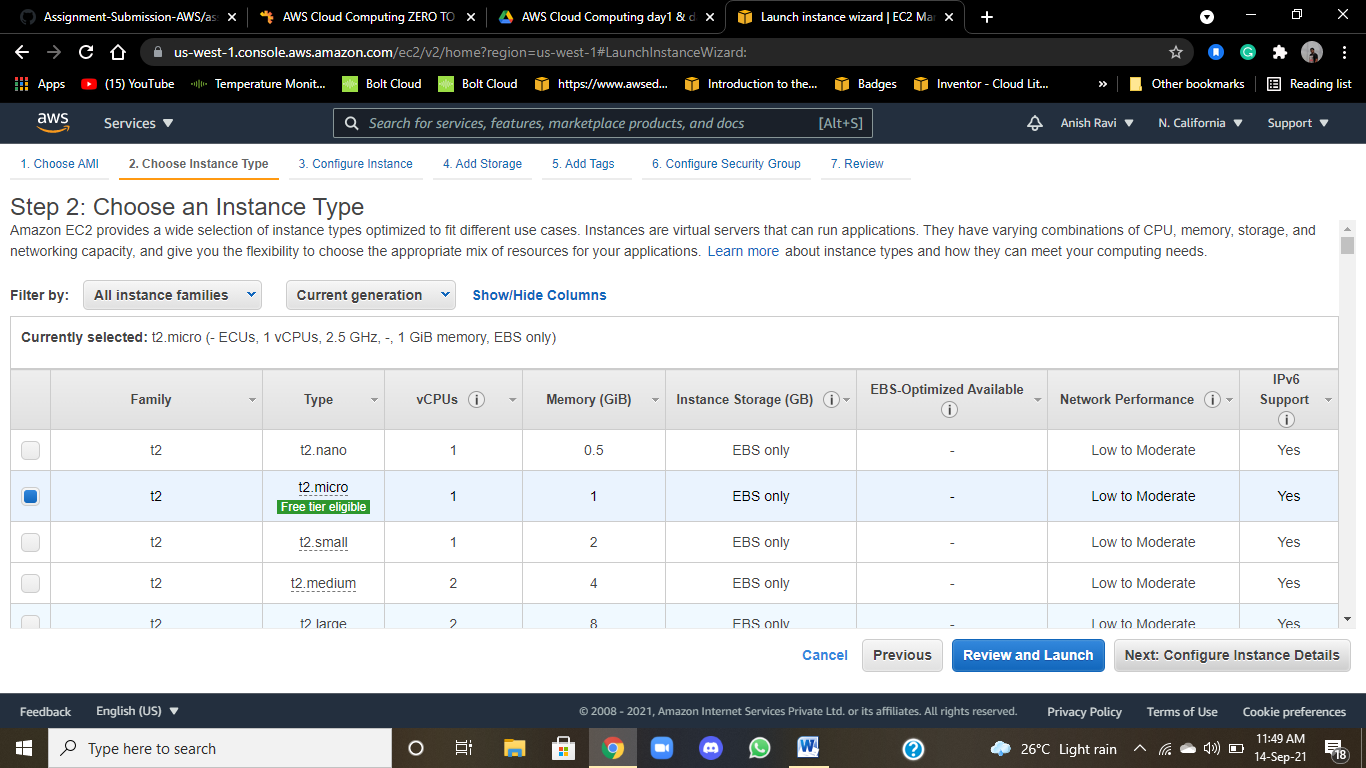 Assignment-Submission-AWS/as
AWS Cloud Computing ZERO TO
AWS Cloud Computing day1 & d
Launch instance wizard | EC2 Ma
us-west-1.console.aws.amazon.com/ec2/v2/home?region=us-west-1#LaunchInstanceWizard:
Apps (15) YouTube Temperature Monit... Bolt Cloud Bolt Cloud https://www.awsed... Introduction to the... Badges Inventor - Cloud Lit... » Other bookmarks Reading list
aws Services Search for services, features, marketplace products, and docs [Alt+S] Anish Ravi N. California Support
1. Choose AMI 2. Choose Instance Type 3. Configure Instance 4. Add Storage 5. Add Tags 6. Configure Security Group 7. Review
Step 2: Choose an Instance Type
Amazon EC2 provides a wide selection of instance types optimized to fit different use cases. Instances are virtual servers that can run applications. They have varying combinations of CPU, memory, storage, and
networking capacity, and give you the flexibility to choose the appropriate mix of resources for your applications. Learn more about instance types and how they can meet your computing needs.
Filter by: All instance families Current generation Show/Hide Columns
Currently selected: t2.micro (- ECUs, 1 vCPUs, 2.5 GHz, -, 1 GiB memory, EBS only)
Family Type vCPUs Memory (GiB) Instance Storage (GB) EBS-Optimized Available Network Performance IPv6 Support
t2 t2.nano 1 0.5 EBS only - Low to Moderate Yes
t2 t2.micro 1 1 EBS only - Low to Moderate Yes
Free tier eligible
t2 t2.small 1 2 EBS only - Low to Moderate Yes
t2 t2.medium 2 4 EBS only - Low to Moderate Yes
t2 t2.large 2 8 EBS only - Low to Moderate Yes
Cancel Previous Review and Launch Next: Configure Instance Details
Feedback English (US) © 2008 - 2021, Amazon Internet Services Private Ltd. or its affiliates. All rights reserved. Privacy Policy Terms of Use Cookie preferences
Type here to search 26°C Light rain 11:49 AM
14-Sep-21 18